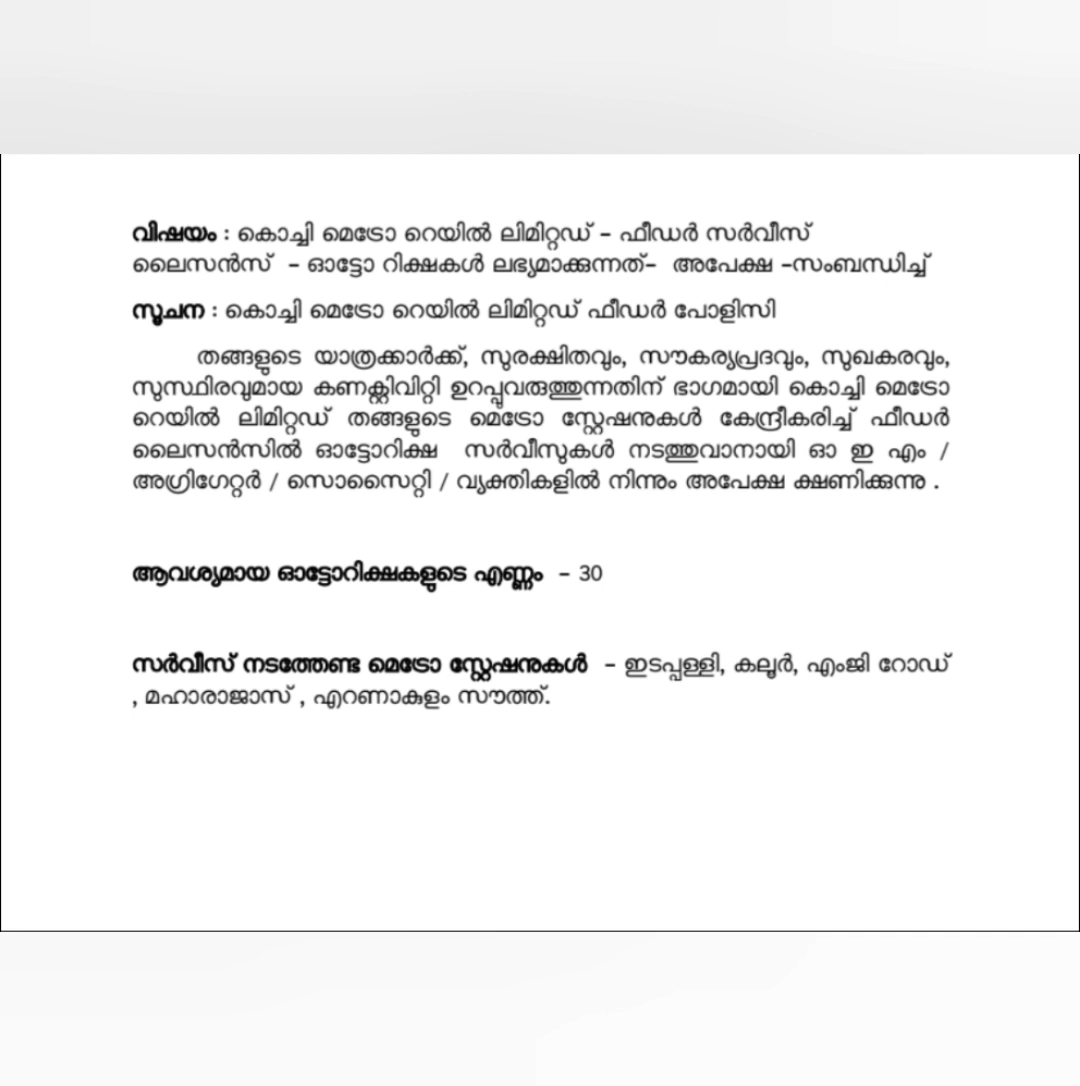 വിഷയം : കൊച്ചി മെട്രോ റെയിൽ ലിമിറ്റഡ് – ഫീഡർ സർവീസ്
ലൈസൻസ് – ഓട്ടോ റിക്ഷകൾ ലഭ്യമാക്കുന്നത്– അപേക്ഷ –സംബന്ധിച്ച്
സൂചന : കൊച്ചി മെട്രോ റെയിൽ ലിമിറ്റഡ് ഫീഡർ പോളിസി
തങ്ങളുടെ യാത്രക്കാർക്ക്, സുരക്ഷിതവും, സൗകര്യപ്രദവും, സുഖകരവും,
സുസ്ഥിരവുമായ കണക്റ്റിവിറ്റി ഉറപ്പുവരുത്തുന്നതിന് ഭാഗമായി കൊച്ചി മെട്രോ
റെയിൽ ലിമിറ്റഡ് തങ്ങളുടെ മെട്രോ സ്റ്റേഷനുകൾ കേന്ദ്രീകരിച്ച് ഫീഡർ
ലൈസൻസിൽ ഓട്ടോറിക്ഷ സർവീസുകൾ നടത്തുവാനായി ഓ ഇ എം /
അഗ്രിഗേറ്റർ / സൊസൈറ്റി / വ്യക്തികളിൽ നിന്നും അപേക്ഷ ക്ഷണിക്കുന്നു .
ആവശ്യമായ ഓട്ടോറിക്ഷകളുടെ എണ്ണം – 30
സർവീസ് നടത്തേണ്ട മെട്രോ സ്റ്റേഷനുകൾ – ഇടപ്പള്ളി, കലൂർ, എംജി റോഡ്
, മഹാരാജാസ് , എറണാകുളം സൗത്ത്.